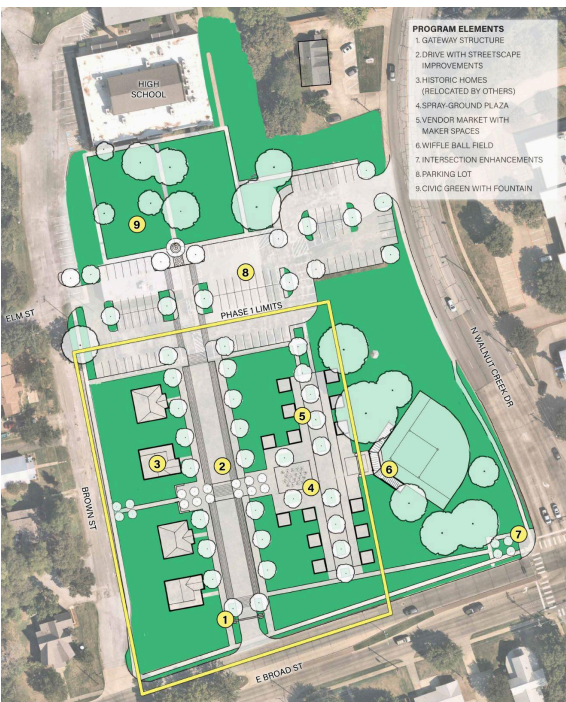 PROGRAM ELEMENTS
1. GATEWAY STRUCTURE
2. DRIVE WITH STREETSCAPE
IMPROVEMENTS
3. HISTORIC HOMES
(RELOCATED BY OTHERS)
4. SPRAY-GROUND PLAZA
5. VENDOR MARKET WITH
MAKER SPACES
6. WIFFLE BALL FIELD
7. INTERSECTION ENHANCEMENTS
8. PARKING LOT
9. CIVIC GREEN WITH FOUNTAIN
HIGH
SCHOOL
9
8
ELM ST
PHASE 1 LIMITS
N WALNUT CREEK DR
5
3
2
6
4
BROWN ST
7
1
E BROAD ST